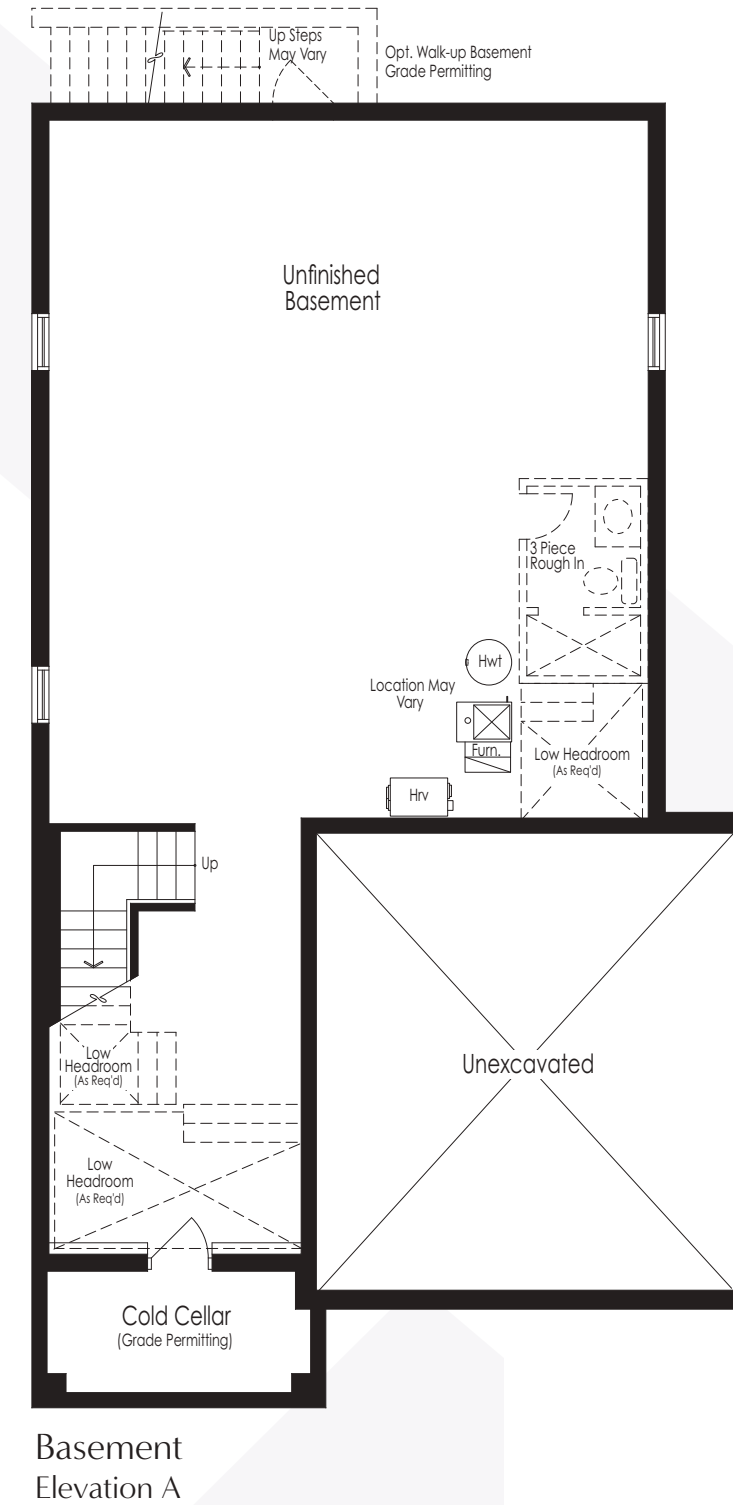 Up Steps
May Vary
Opt. Walk-up Basement
Grade Permitting
Unfinished
Basement
3 Piece
Rough In
Hwt
Location May
Vary
Furn.
Low Headroom
(As Req'd)
Hrv
Up
Low
Headroom
(As Req'd)
Unexcavated
Low
Headroom
(As Req'd)
Cold Cellar
(Grade Permitting)
Basement
Elevation A